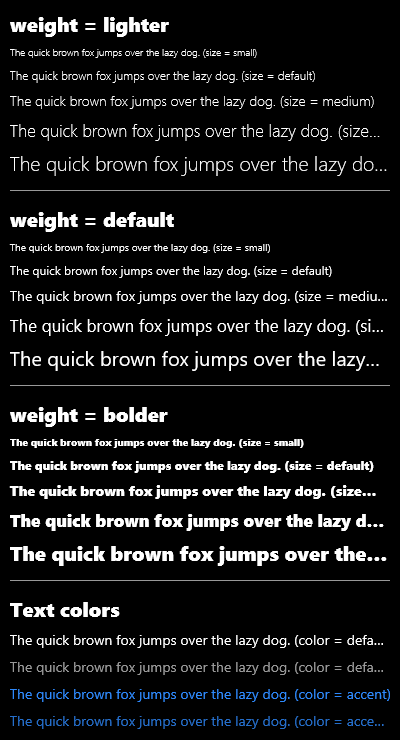 weight = lighter
The quick brown fox jumps over the lazy dog. (size = small)
The quick brown fox jumps over the lazy dog. (size = default)
The quick brown fox jumps over the lazy dog. (size = medium)
The quick brown fox jumps over the lazy dog. (size...
The quick brown fox jumps over the lazy do...
weight = default
The quick brown fox jumps over the lazy dog. (size = small)
The quick brown fox jumps over the lazy dog. (size = default)
The quick brown fox jumps over the lazy dog. (size = mediu...
The quick brown fox jumps over the lazy dog. (si...
The quick brown fox jumps over the lazy...
weight = bolder
The quick brown fox jumps over the lazy dog. (size = small)
The quick brown fox jumps over the lazy dog. (size = default)
The quick brown fox jumps over the lazy dog. (size...
The quick brown fox jumps over the lazy d...
The quick brown fox jumps over the...
Text colors
The quick brown fox jumps over the lazy dog. (color = defa...
The quick brown fox jumps over the lazy dog. (color = defa...
The quick brown fox jumps over the lazy dog. (color = accent)
The quick brown fox jumps over the lazy dog. (color = acce...